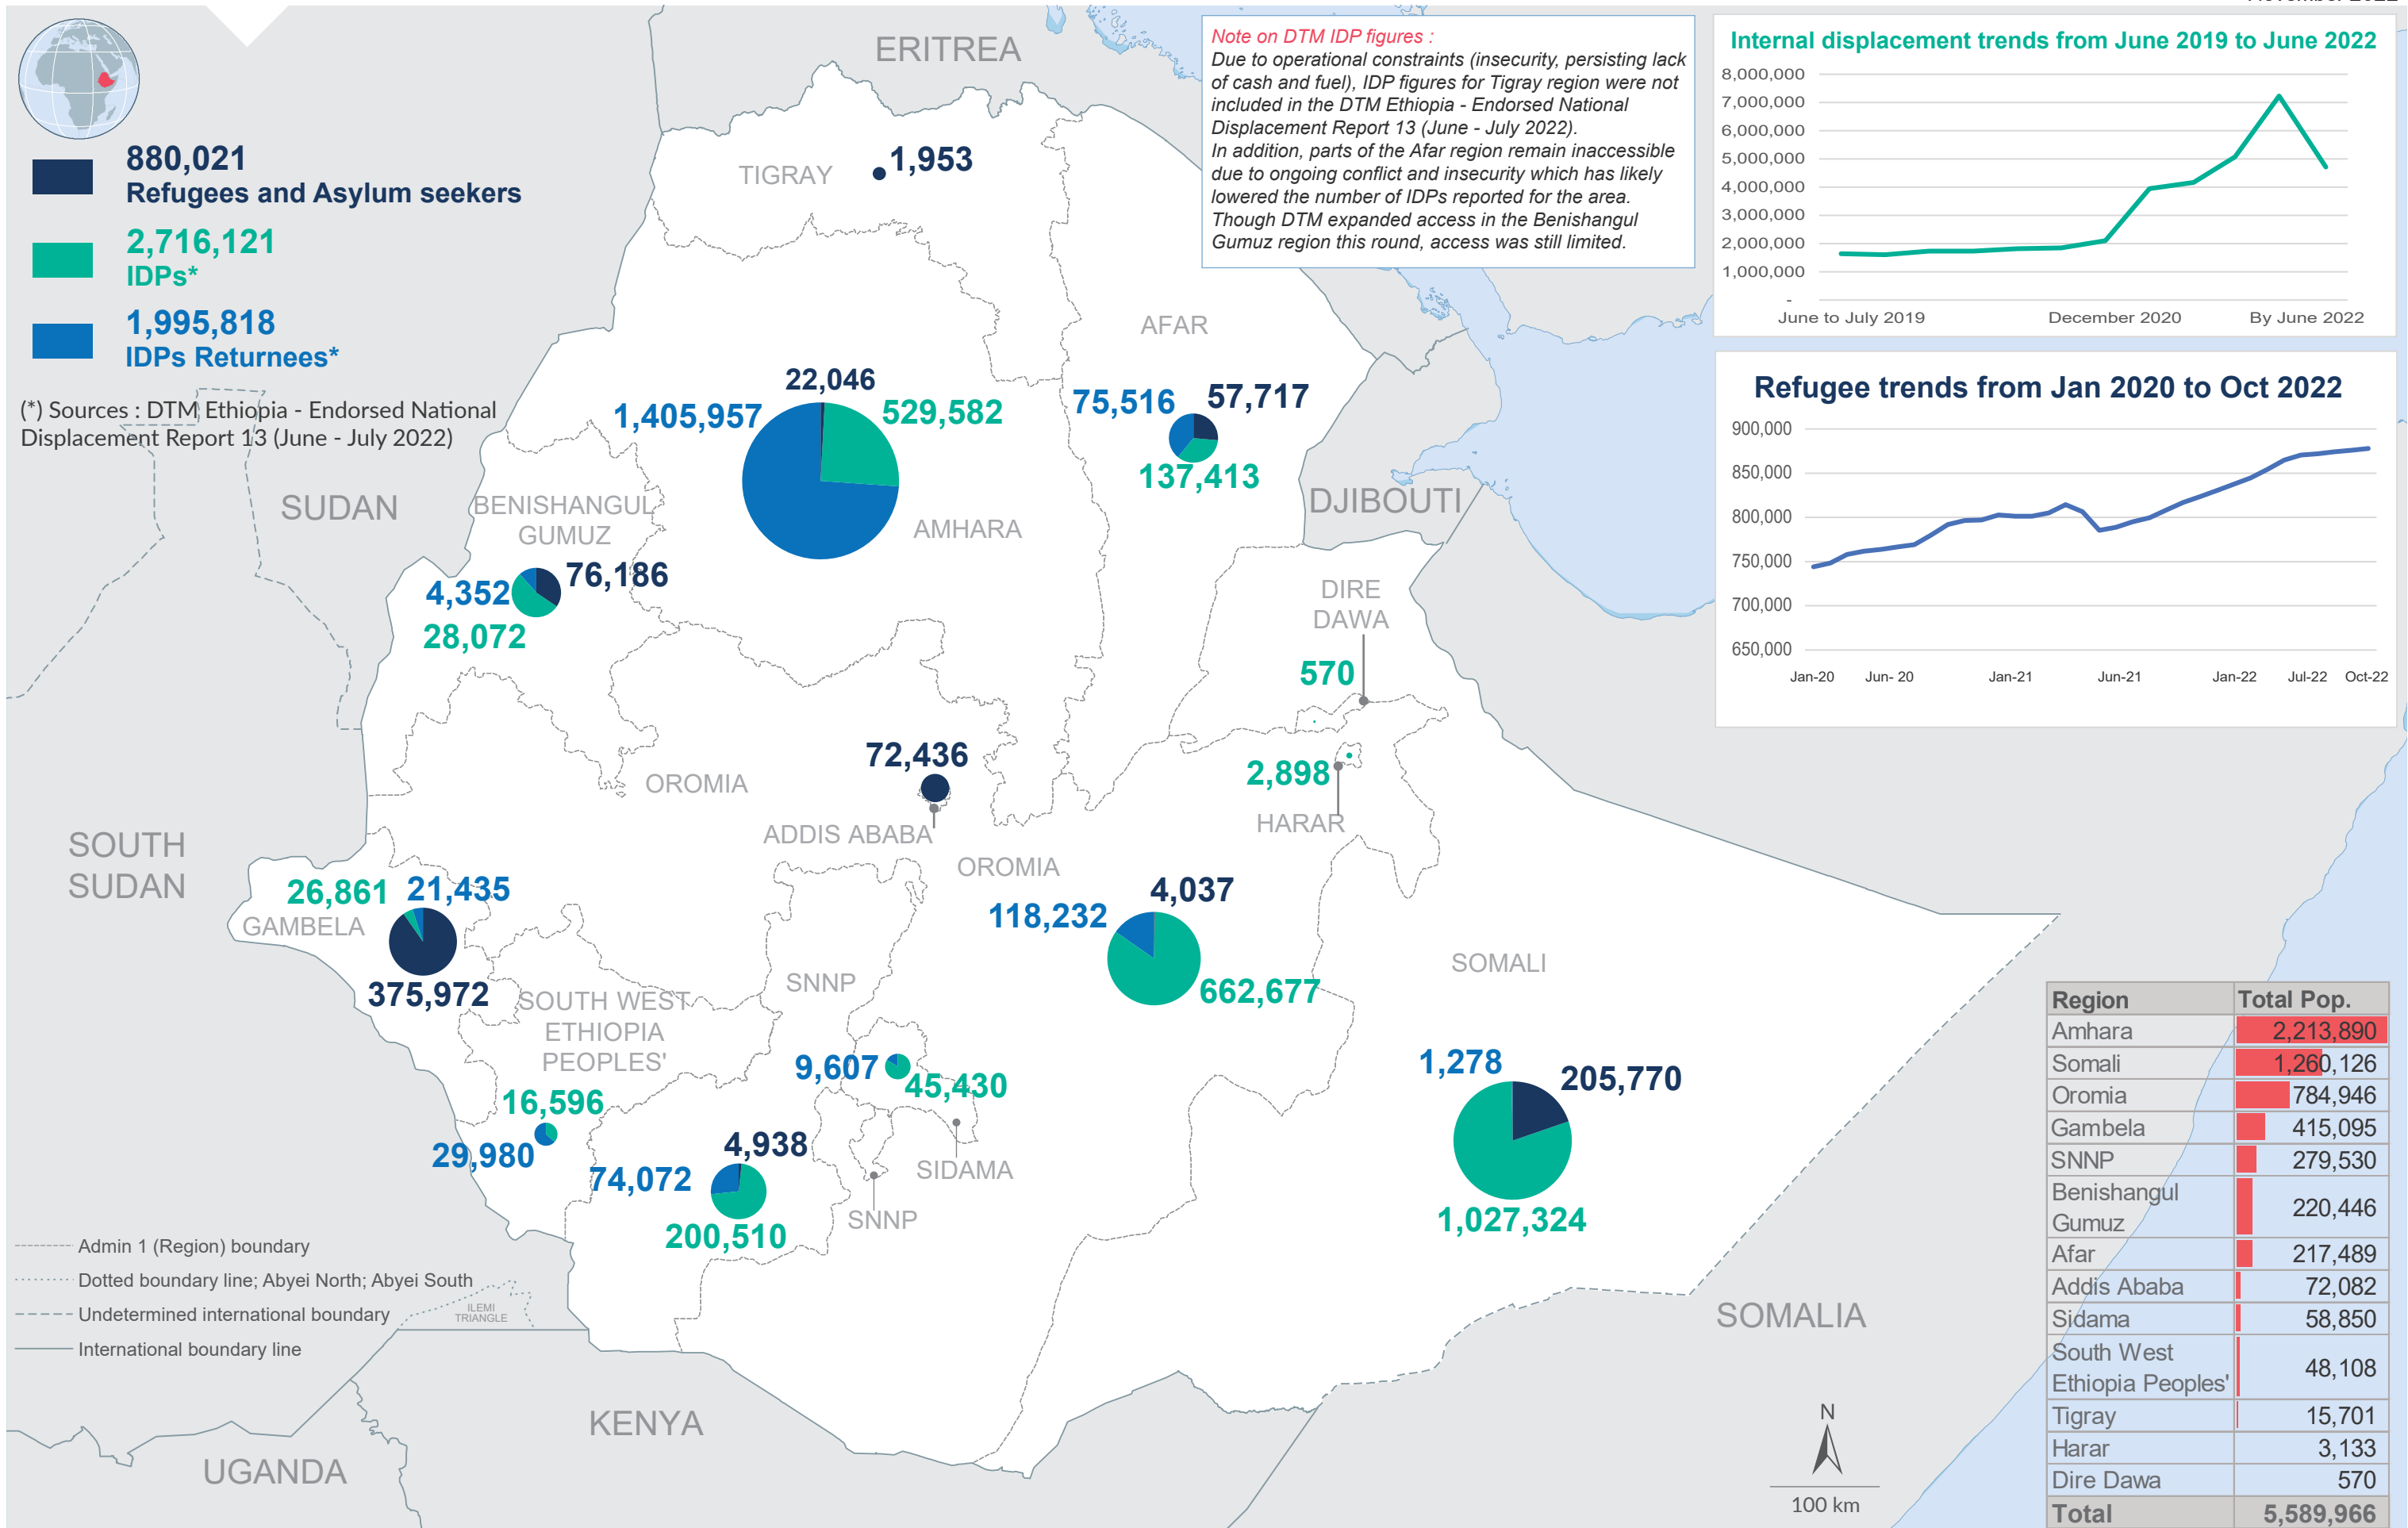 880,021
Refugees and Asylum seekers
2,716,121
IDPs*
1,995,818
IDPs Returnees*
(*) Sources : DTM Ethiopia - Endorsed National
Displacement Report 13 (June - July 2022)
Note on DTM IDP figures :
Due to operational constraints (insecurity, persisting lack
of cash and fuel), IDP figures for Tigray region were not
included in the DTM Ethiopia - Endorsed National
Displacement Report 13 (June - July 2022).
In addition, parts of the Afar region remain inaccessible
due to ongoing conflict and insecurity which has likely
lowered the number of IDPs reported for the area.
Though DTM expanded access in the Benishangul
Gumuz region this round, access was still limited.
Internal displacement trends from June 2019 to June 2022
8,000,000
7,000,000
6,000,000
5,000,000
4,000,000
3,000,000
2,000,000
1,000,000
-
June to July 2019 December 2020 By June 2022
Refugee trends from Jan 2020 to Oct 2022
900,000
850,000
800,000
750,000
700,000
650,000
Jan-20 Jun- 20 Jan-21 Jun-21 Jan-22 Jul-22 Oct-22
ERITREA
TIGRAY
1,953
AFAR
75,516
57,717
137,413
22,046
1,405,957
529,582
AMHARA
SUDAN
DJIBOUTI
BENISHANGUL
GUMUZ
4,352
76,186
28,072
DIRE
DAWA
570
2,898
HARAR
72,436
OROMIA
ADDIS ABABA
OROMIA
SOUTH
SUDAN
26,861
21,435
GAMBELA
375,972
4,037
118,232
662,677
SOMALI
SNNP
SOUTH WEST
ETHIOPIA
PEOPLES'
16,596
29,980
9,607
45,430
SIDAMA
4,938
74,072
200,510
SNNP
1,278
205,770
1,027,324
Admin 1 (Region) boundary
Dotted boundary line; Abyei North; Abyei South
Undetermined international boundary
International boundary line
ILEMI
TRIANGLE
SOMALIA
KENYA
UGANDA
N
100 km
Region Total Pop.
Amhara 2,213,890
Somali 1,260,126
Oromia 784,946
Gambela 415,095
SNNP 279,530
Benishangul
Gumuz 220,446
Afar 217,489
Addis Ababa 72,082
Sidama 58,850
South West
Ethiopia Peoples' 48,108
Tigray 15,701
Harar 3,133
Dire Dawa 570
Total 5,589,966